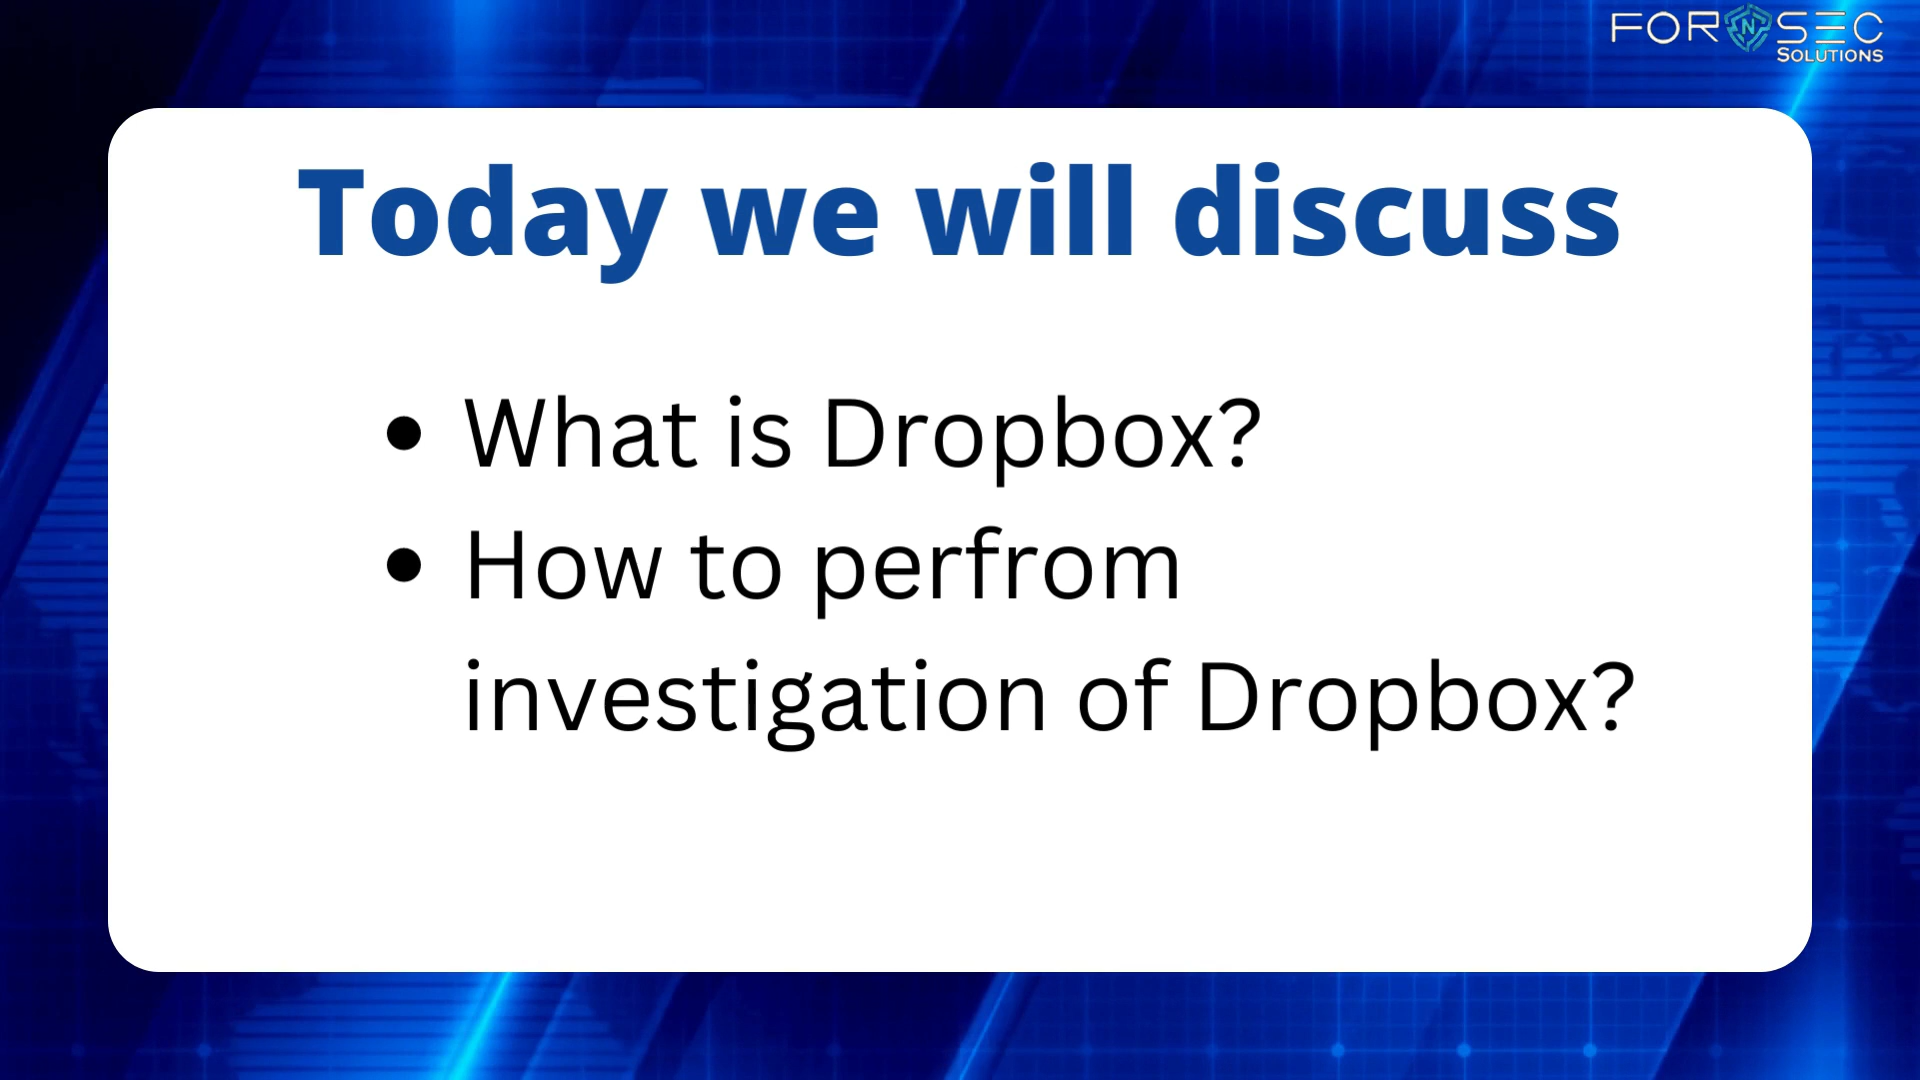 FORNSEC
SOLUTIONS
Today we will discuss
• What is Dropbox?
• How to perfrom
investigation of Dropbox?